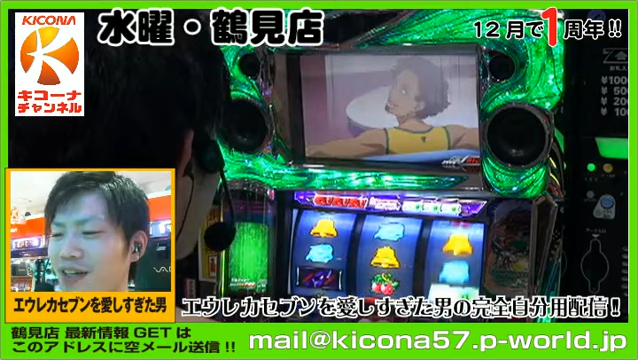 KICONA
キコーナ
チャンネル
水曜・鶴見店
12月で1周年!!
エウレカセブンを愛しすぎた男
エウレカセブンを愛しすぎた男の完全自分用配信!
鶴見店 最新情報GETは
このアドレスに空メール送信!!
mail@kicona57.p-world.jp